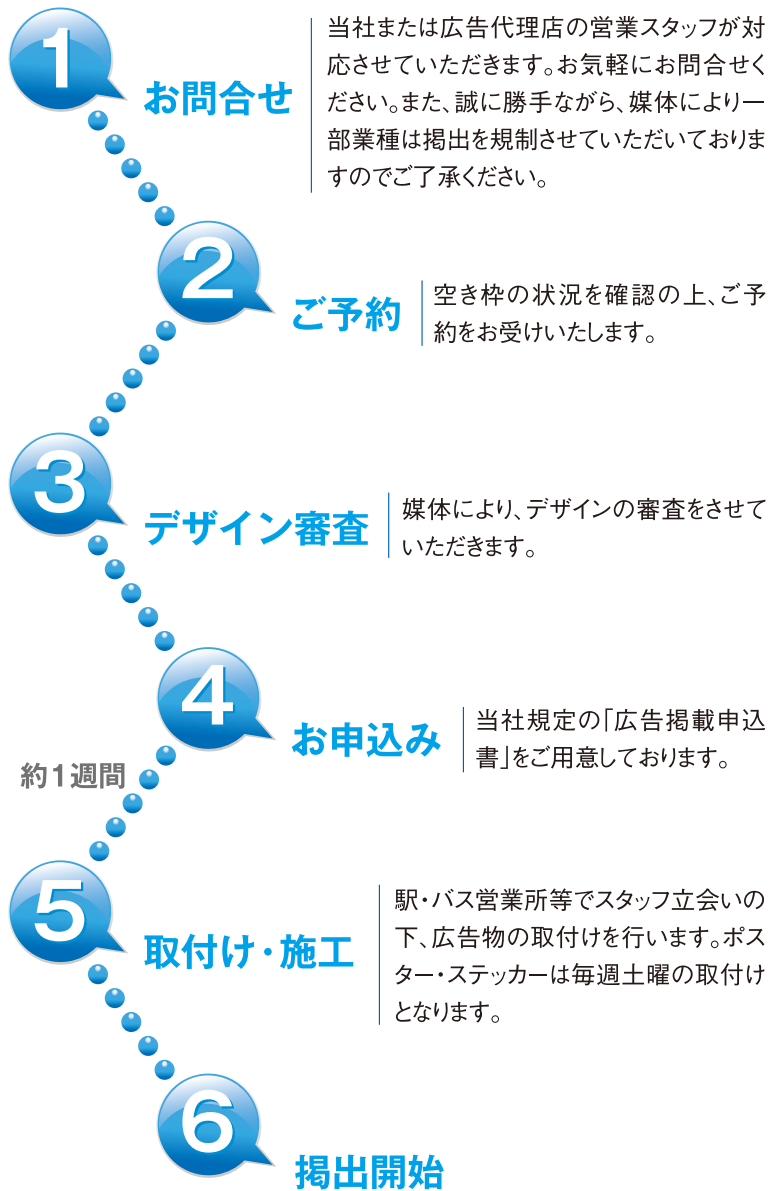 1
お問合せ
当社または広告代理店の営業スタッフが対
応させていただきます。お気軽にお問合せく
ださい。また、誠に勝手ながら、媒体により一
部業種は掲出を規制させていただいておりま
すのでご了承ください。
2
ご予約
空き枠の状況を確認の上、ご予
約をお受けいたします。
3
デザイン審査
媒体により、デザインの審査をさせて
いただきます。
4
お申込み
当社規定の「広告掲載申込
書」をご用意しております。
約1週間
5
取付け・施工
駅・バス営業所等でスタッフ立会いの
下、広告物の取付けを行います。ポス
ター・ステッカーは毎週土曜の取付け
となります。
6
掲出開始